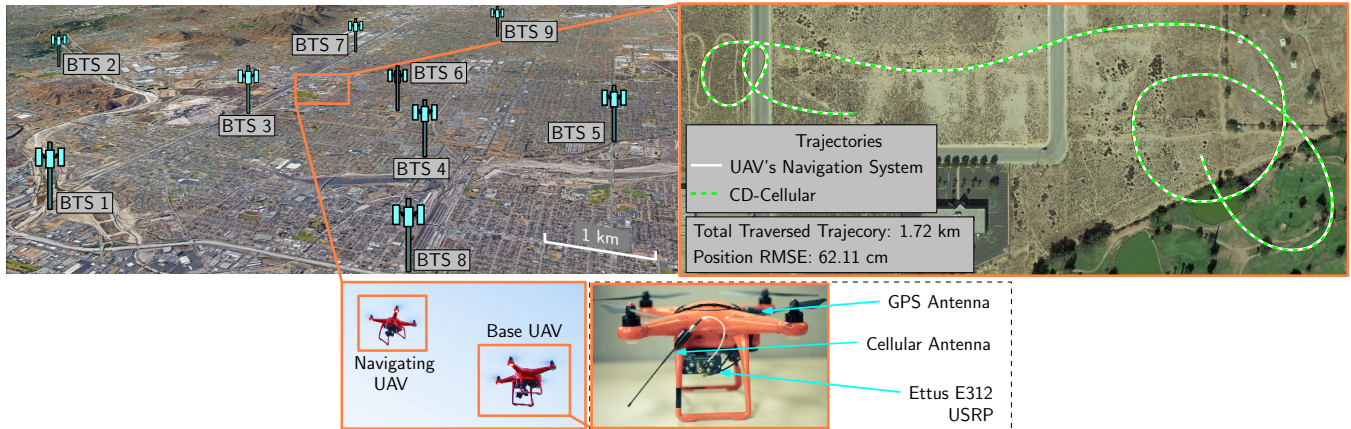 BTS 9
BTS 7
BTS 2
BTS 6
BTS 3
BTS 5
BTS 4
BTS 1
BTS 8
1 km
Trajectories
UAV's Navigation System
CD-Cellular
Total Traversed Trajecory: 1.72 km
Position RMSE: 62.11 cm
Navigating
UAV
Base UAV
GPS Antenna
Cellular Antenna
Ettus E312
USRP